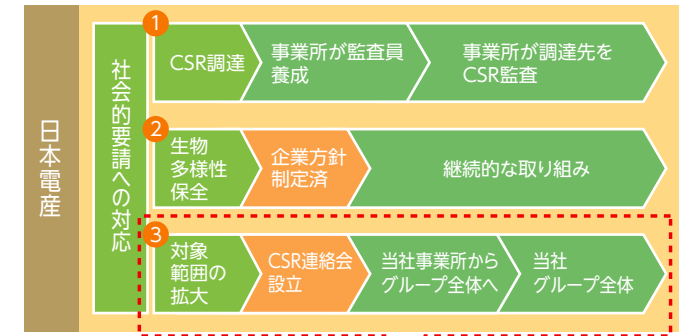 日本電産
社会的要請への対応
1
CSR調達
事業所が監査員
養成
事業所が調達先を
CSR監査
2
生物
多様性
保全
企業方針
制定済
継続的な取り組み
3
対象
範囲の
拡大
CSR連絡会
設立
当社事業所から
グループ全体へ
当社
グループ全体